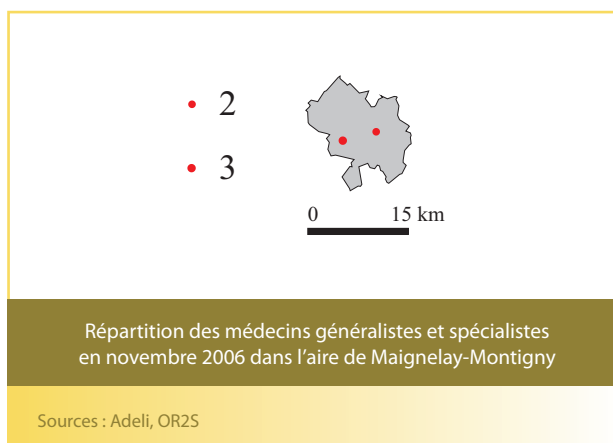 2
3
0 15 km
Répartition des médecins généralistes et spécialistes
en novembre 2006 dans l'aire de Maignelay-Montigny
Sources : Adeli, OR2S